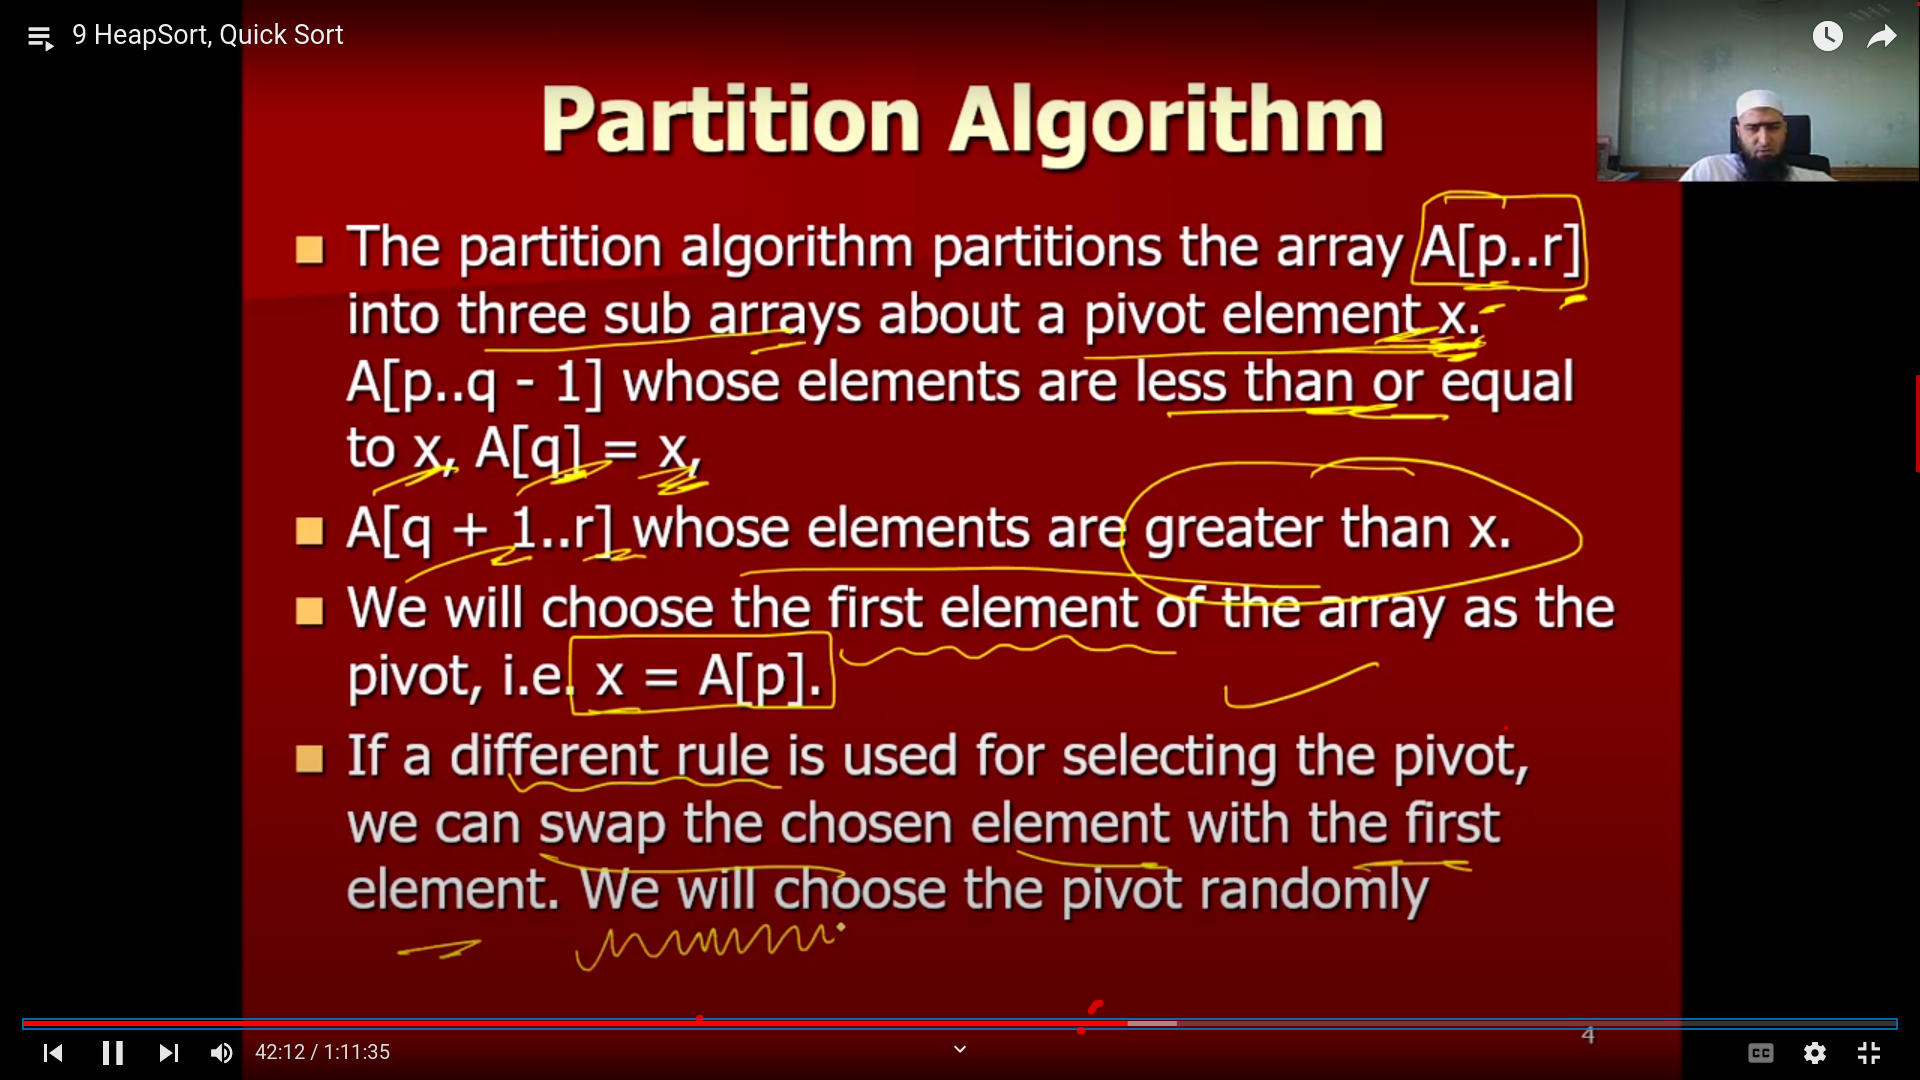 9 HeapSort, Quick Sort
Partition Algorithm
The partition algorithm partitions the array A[p..r]
into three sub arrays about a pivot element x.
A[p..q - 1] whose elements are less than or equal
to x, A[q] = x,
A[q + 1..r] whose elements are greater than x.
We will choose the first element of the array as the
pivot, i.e. x = A[p].
If a different rule is used for selecting the pivot,
we can swap the chosen element with the first
element. We will choose the pivot randomly
4
42:12 / 1:11:35
CC